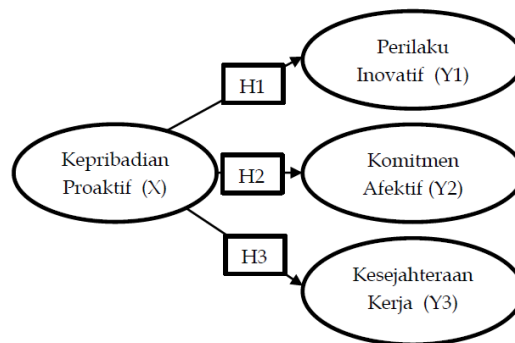 Perilaku
Inovatif (Y1)
H1
Kepribadian
Proaktif (X)
H2
Komitmen
Afektif (Y2)
H3
Kesejahteraan
Kerja (Y3)